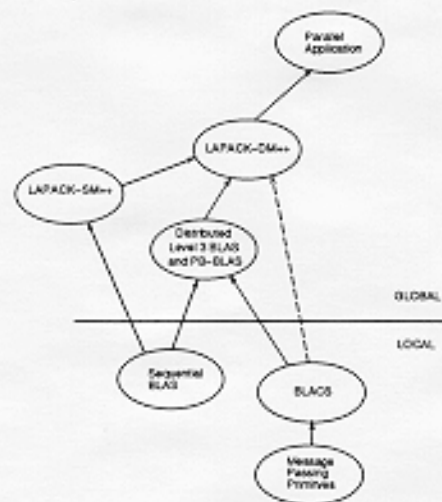 Parallel
Application
LAPACK-DM++
LAPACK-SM++
Distributed
Level 3 BLAS
and PB-BLAS
GLOBAL
LOCAL
Sequential
BLAS
BLACS
Message
Passing
Primitives